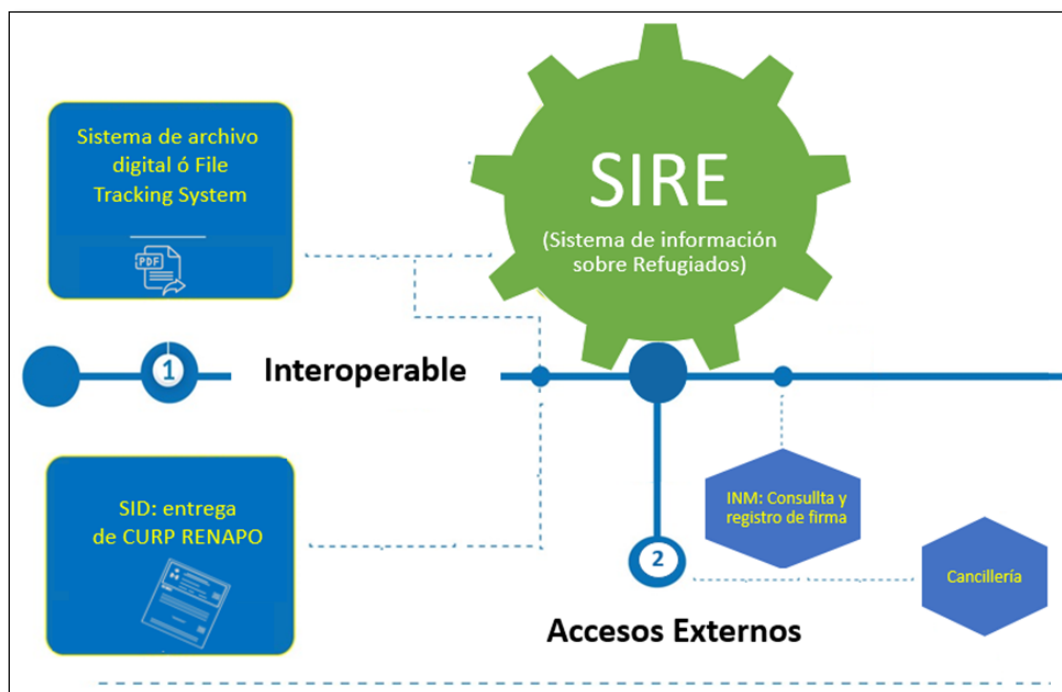 Sistema de archivo
digital ó File
Tracking System
PDF
SIRE
(Sistema de información
sobre Refugiados)
1
Interoperable
SID: entrega
de CURP RENAPO
INM: Consullta y
registro de firma
2
Cancillería
Accesos Externos